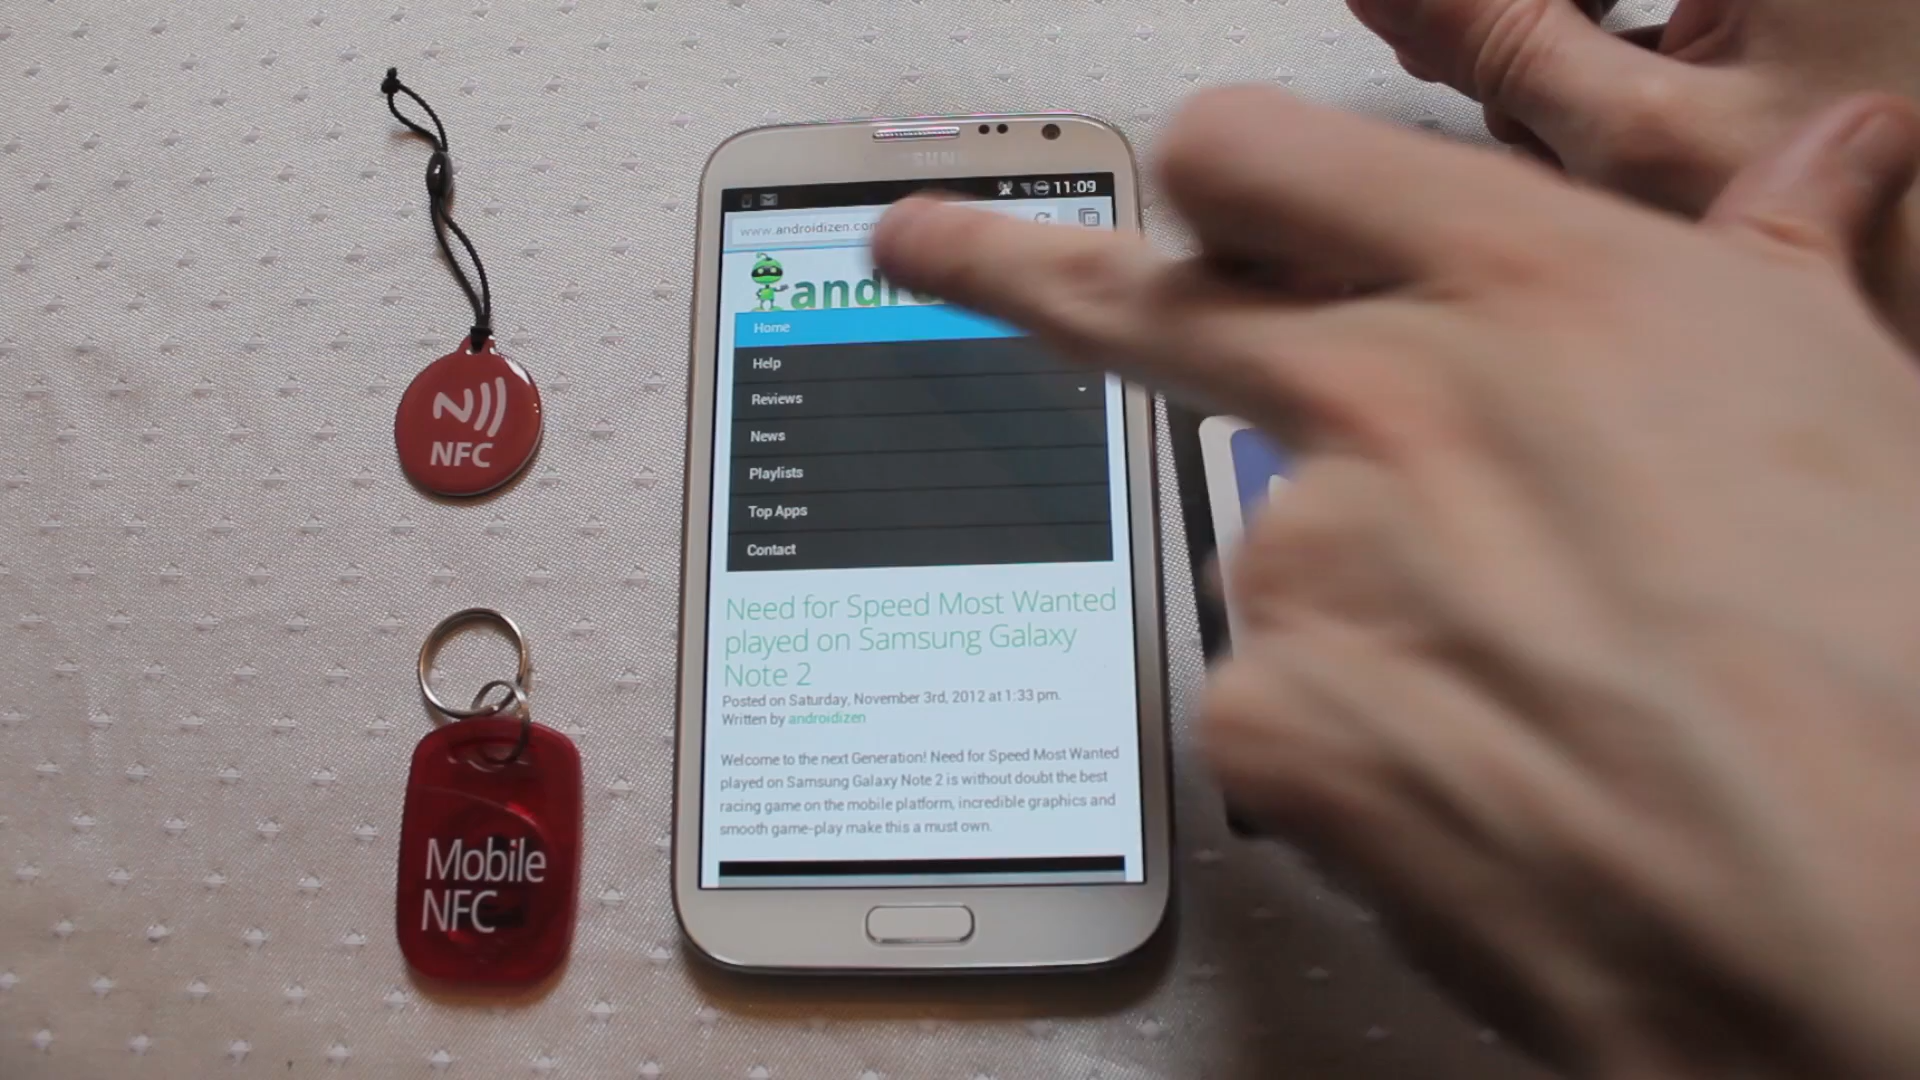 NFC
Mobile
NFC
11:09
www.androidizen.com
Home
Help
Reviews
News
Playlists
Top Apps
Contact
Need for Speed Most Wanted
played on Samsung Galaxy
Note 2
Posted on Saturday, November 3rd, 2012 at 1:33 pm.
Written by androidizen
Welcome to the next Generation! Need for Speed Most Wanted
played on Samsung Galaxy Note 2 is without doubt the best
racing game on the mobile platform, incredible graphics and
smooth game-play make this a must own.